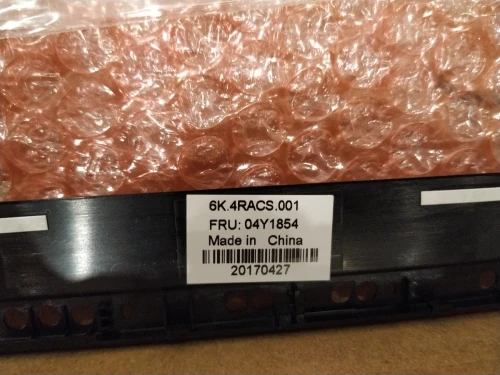 6K.4RACS.001
FRU: 04Y1854
Made in China
20170427